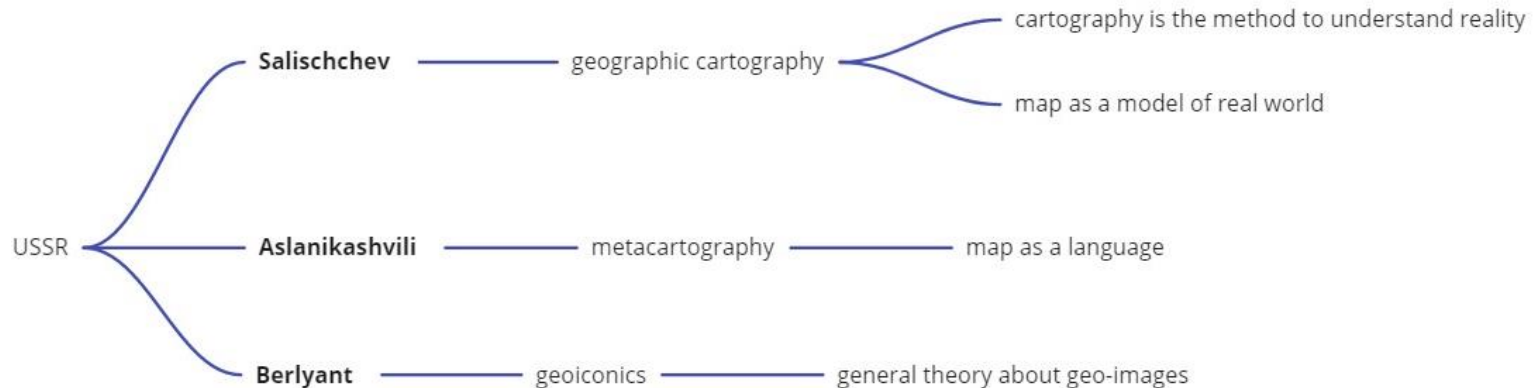 cartography is the method to understand reality
Salischchev
geographic cartography
map as a model of real world
USSR
Aslanikashvili
metacartography
map as a language
Berlyant
geoiconics
general theory about geo-images